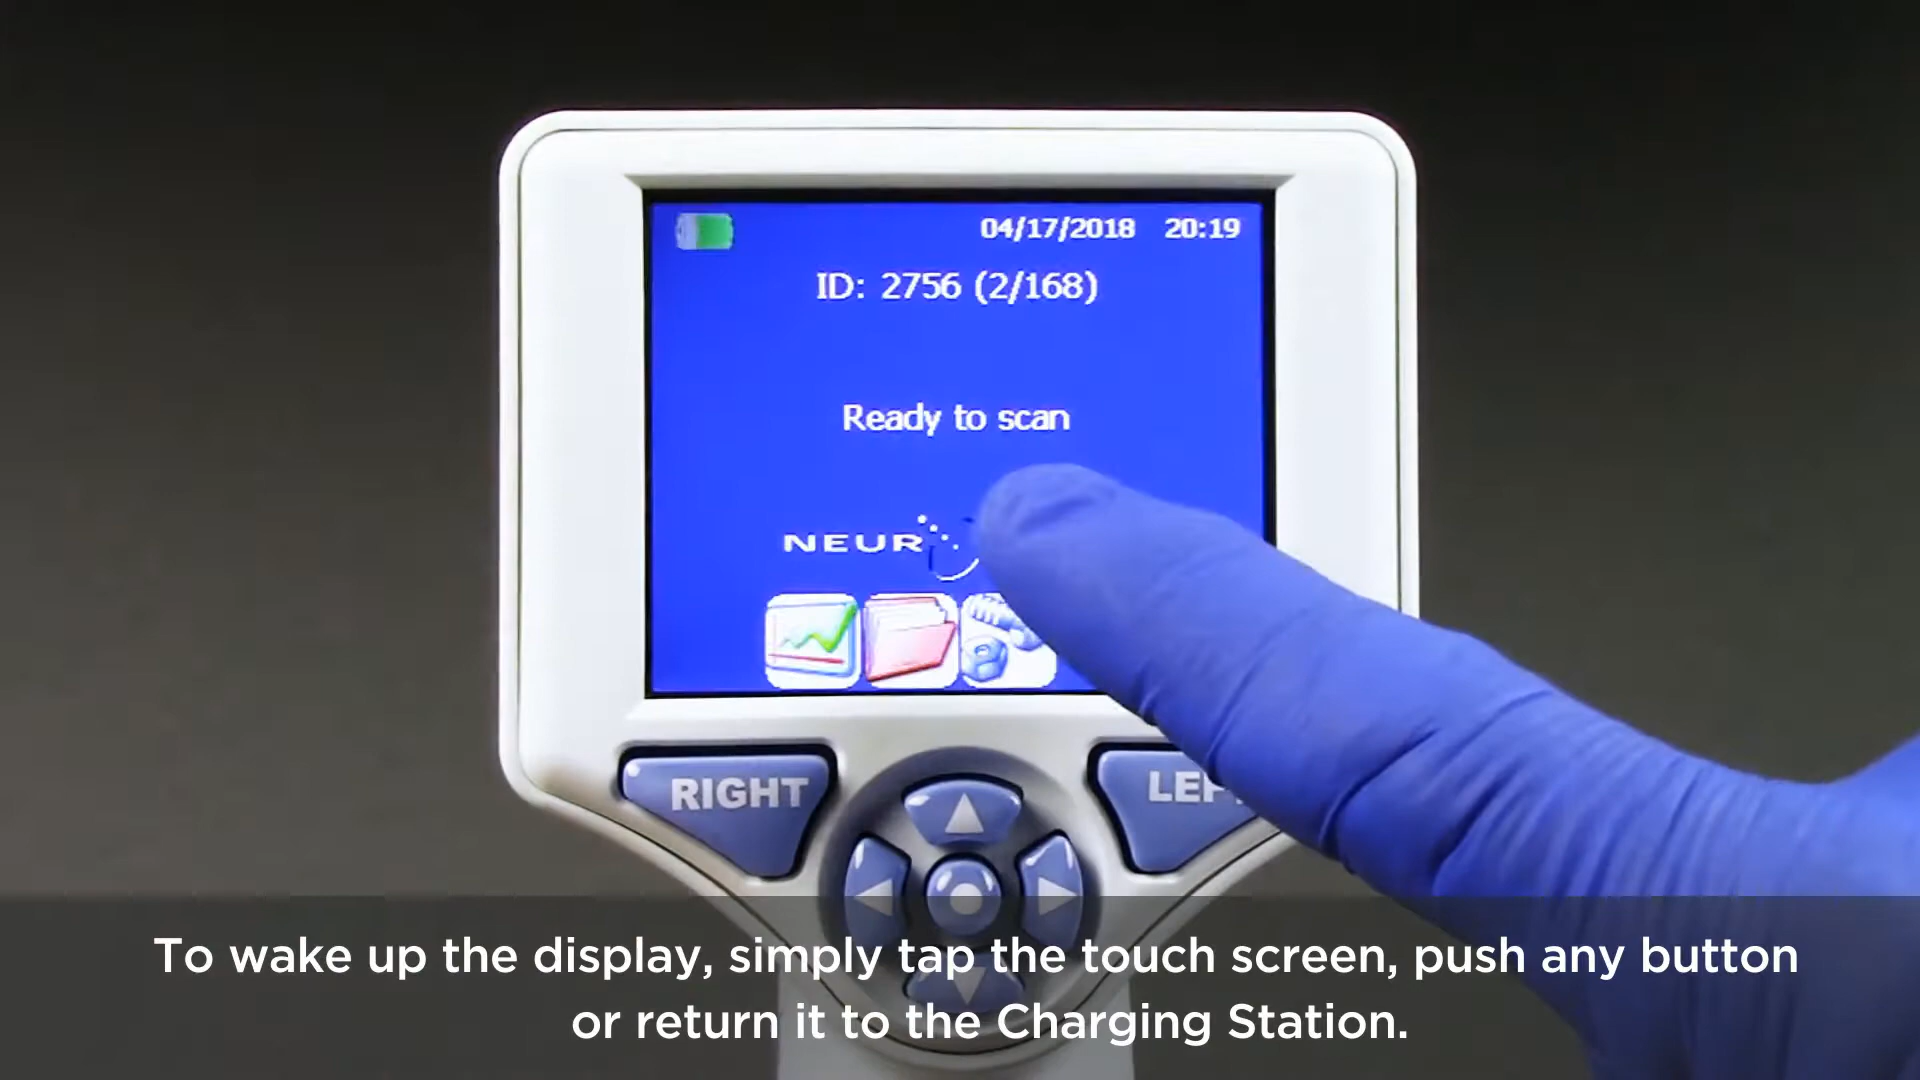 04/17/2018 20:19
ID: 2756 (2/168)
Ready to scan
NEUR
RIGHT
LEF
To wake up the display, simply tap the touch screen, push any button
or return it to the Charging Station.